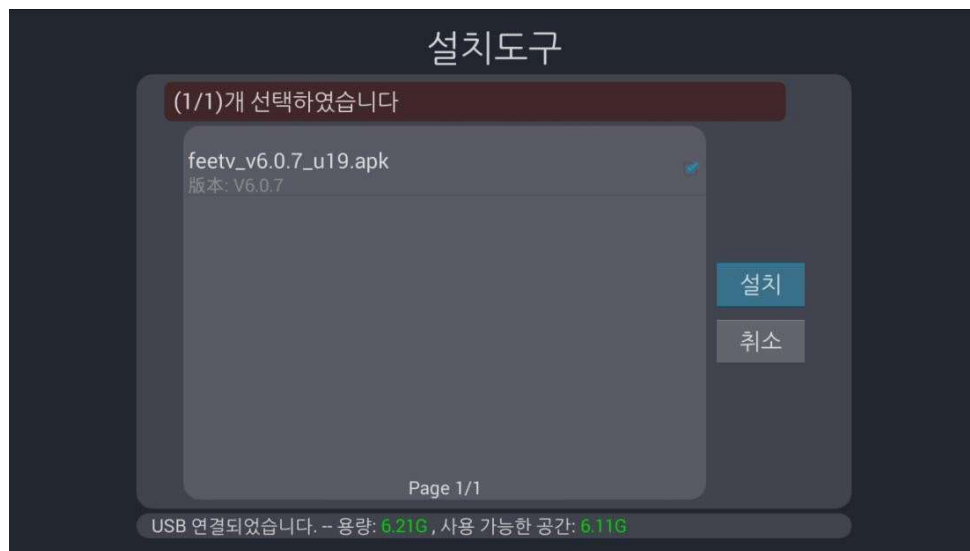 설치도구
(1/1)개 선택하였습니다
feetv_v6.0.7_u19.apk
版本: V6.0.7
설치
취소
Page 1/1
USB 연결되었습니다. -- 용량: 6.21G , 사용 가능한 공간: 6.11G